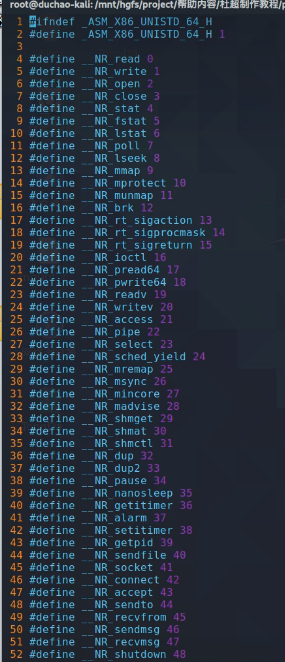 root@duchao-kali: /mnt/hgfs/project/帮助内容/杜超制作教程/p
1 #ifndef _ASM_X86_UNISTD_64_H
2 #define _ASM_X86_UNISTD_64_H 1
3
4 #define __NR_read 0
5 #define __NR_write 1
6 #define __NR_open 2
7 #define __NR_close 3
8 #define __NR_stat 4
9 #define __NR_fstat 5
10 #define __NR_lstat 6
11 #define __NR_poll 7
12 #define __NR_lseek 8
13 #define __NR_mmap 9
14 #define __NR_mprotect 10
15 #define __NR_munmap 11
16 #define __NR_brk 12
17 #define __NR_rt_sigaction 13
18 #define __NR_rt_sigprocmask 14
19 #define __NR_rt_sigreturn 15
20 #define __NR_ioctl 16
21 #define __NR_pread64 17
22 #define __NR_pwrite64 18
23 #define __NR_readv 19
24 #define __NR_writev 20
25 #define __NR_access 21
26 #define __NR_pipe 22
27 #define __NR_select 23
28 #define __NR_sched_yield 24
29 #define __NR_mremap 25
30 #define __NR_msync 26
31 #define __NR_mincore 27
32 #define __NR_madvise 28
33 #define __NR_shmget 29
34 #define __NR_shmat 30
35 #define __NR_shmctl 31
36 #define __NR_dup 32
37 #define __NR_dup2 33
38 #define __NR_pause 34
39 #define __NR_nanosleep 35
40 #define __NR_getitimer 36
41 #define __NR_alarm 37
42 #define __NR_setitimer 38
43 #define __NR_getpid 39
44 #define __NR_sendfile 40
45 #define __NR_socket 41
46 #define __NR_connect 42
47 #define __NR_accept 43
48 #define __NR_sendto 44
49 #define __NR_recvfrom 45
50 #define __NR_sendmsg 46
51 #define __NR_recvmsg 47
52 #define __NR_shutdown 48